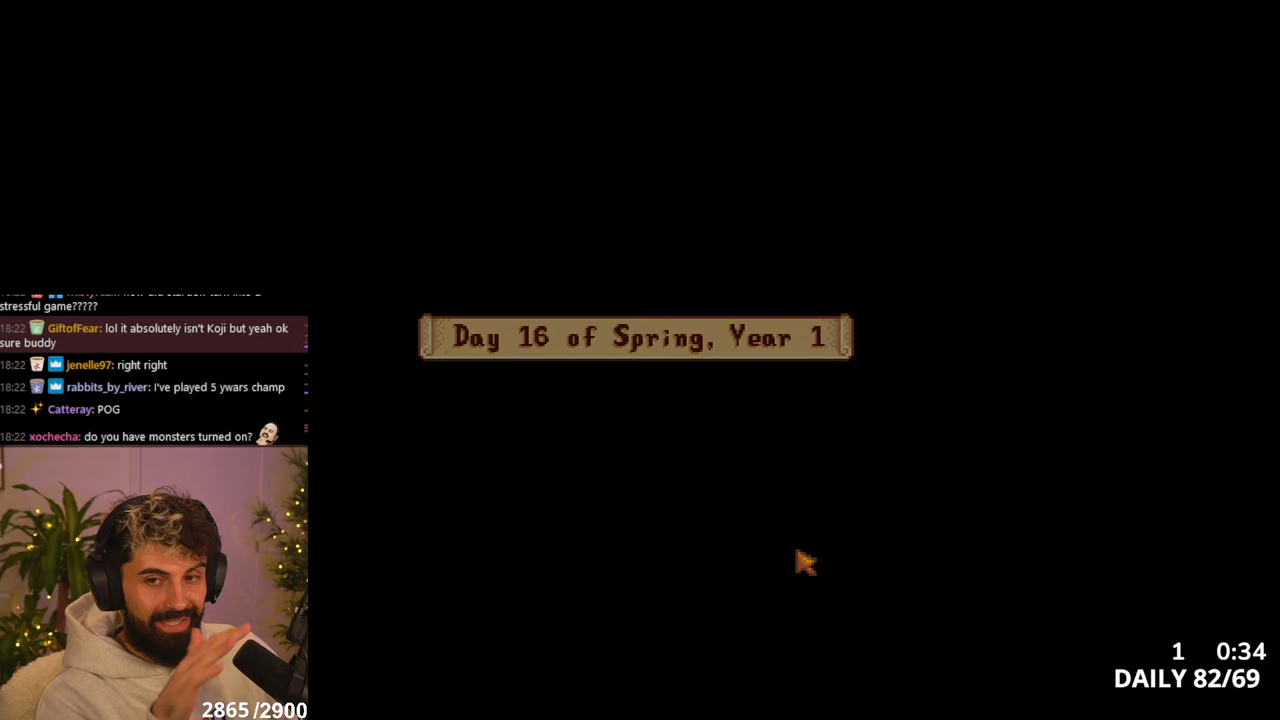 stressful game?????
18:22 GiftofFear: lol it absolutely isn't Koji but yeah ok
sure buddy
18:22 jenelle97: right right
18:22 rabbits_by_river: I've played 5 ywars champ
18:22 Catteray: POG
18:22 xochecha: do you have monsters turned on?
Day 16 of Spring, Year 1
1 0:34
DAILY 82/69
2865 /2900